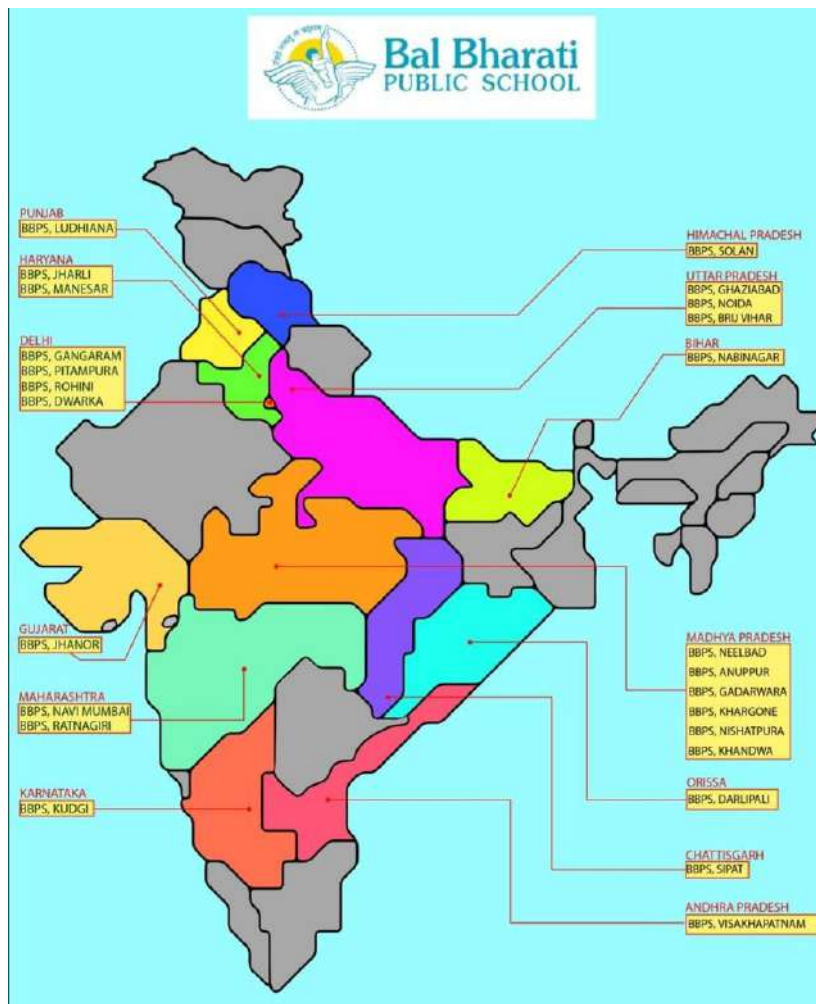 Bal Bharati
PUBLIC SCHOOL
PUNJAB
BBPS, LUDHIANA
HARYANA
BBPS, JHARLI
BBPS, MANESAR
DELHI
BBPS, GANGARAM
BBPS, PITAMPURA
BBPS, ROHINI
BBPS, DWARKA
GUJARAT
BBPS, JHANOR
MAHARASHTRA
BBPS, NAVI MUMBAI
BBPS, RATNAGIRI
KARNATAKA
BBPS, KUDGI
HIMACHAL PRADESH
BBPS, SOLAN
UTTAR PRADESH
BBPS, GHAZIABAD
BBPS, NOIDA
BBPS, BRIJ VIHAR
BIHAR
BBPS, NABINAGAR
MADHYA PRADESH
BBPS, NEELBAD
BBPS, ANUPPUR
BBPS, GADARWARA
BBPS, KHARGONE
BBPS, NISHATPURA
BBPS, KHANDWA
ORISSA
BBPS, DARLIPALI
CHATTISGARH
BBPS, SIPAT
ANDHRA PRADESH
BBPS, VISAKHAPATNAM